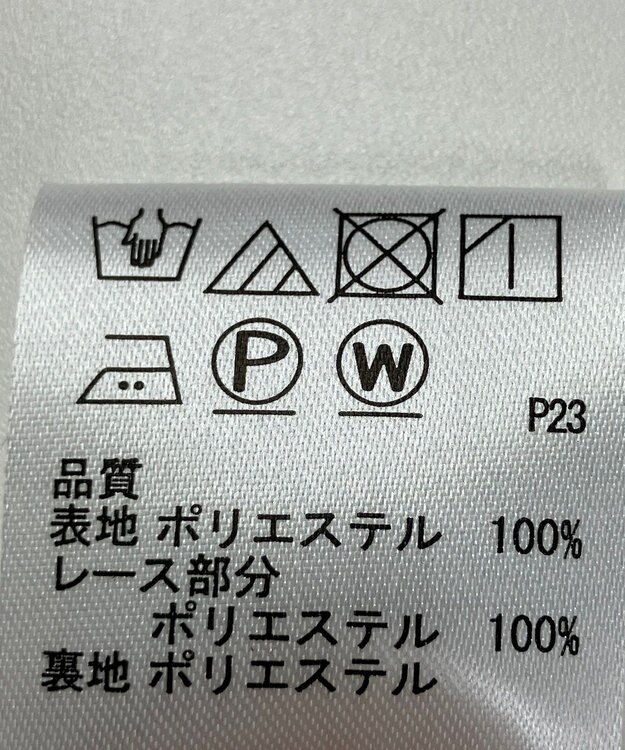 P W
P23
品質
表地 ポリエステル 100%
レース部分
ポリエステル 100%
裏地 ポリエステル